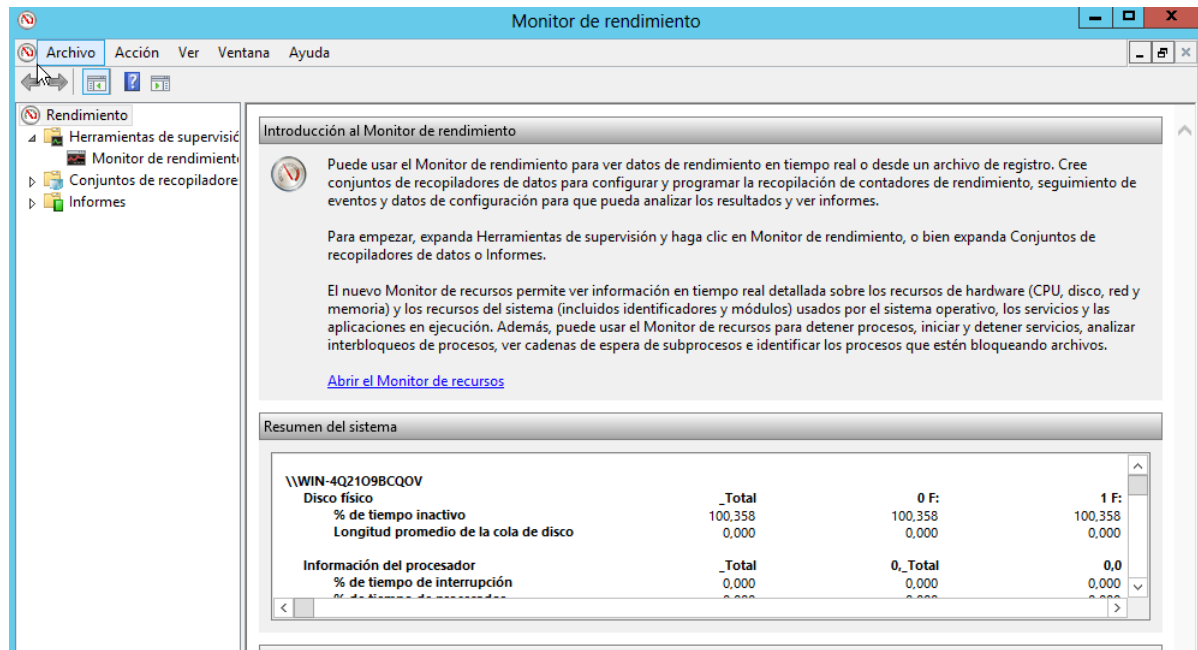 Monitor de rendimiento
Archivo Acción Ver Ventana Ayuda
Rendimiento
Herramientas de supervisió
Monitor de rendimient
Conjuntos de recopiladore
Informes
Introducción al Monitor de rendimiento
Puede usar el Monitor de rendimiento para ver datos de rendimiento en tiempo real o desde un archivo de registro. Cree
conjuntos de recopiladores de datos para configurar y programar la recopilación de contadores de rendimiento, seguimiento de
eventos y datos de configuración para que pueda analizar los resultados y ver informes.
Para empezar, expanda Herramientas de supervisión y haga clic en Monitor de rendimiento, o bien expanda Conjuntos de
recopiladores de datos o Informes.
El nuevo Monitor de recursos permite ver información en tiempo real detallada sobre los recursos de hardware (CPU, disco, red y
memoria) y los recursos del sistema (incluidos identificadores y módulos) usados por el sistema operativo, los servicios y las
aplicaciones en ejecución. Además, puede usar el Monitor de recursos para detener procesos, iniciar y detener servicios, analizar
interbloqueos de procesos, ver cadenas de espera de subprocesos e identificar los procesos que estén bloqueando archivos.
Abrir el Monitor de recursos
Resumen del sistema
\\WIN-4Q21O9BCQOV
Disco físico _Total 0 F: 1 F:
% de tiempo inactivo 100,358 100,358 100,358
Longitud promedio de la cola de disco 0,000 0,000 0,000
Información del procesador _Total 0,_Total 0,0
% de tiempo de interrupción 0,000 0,000 0,000